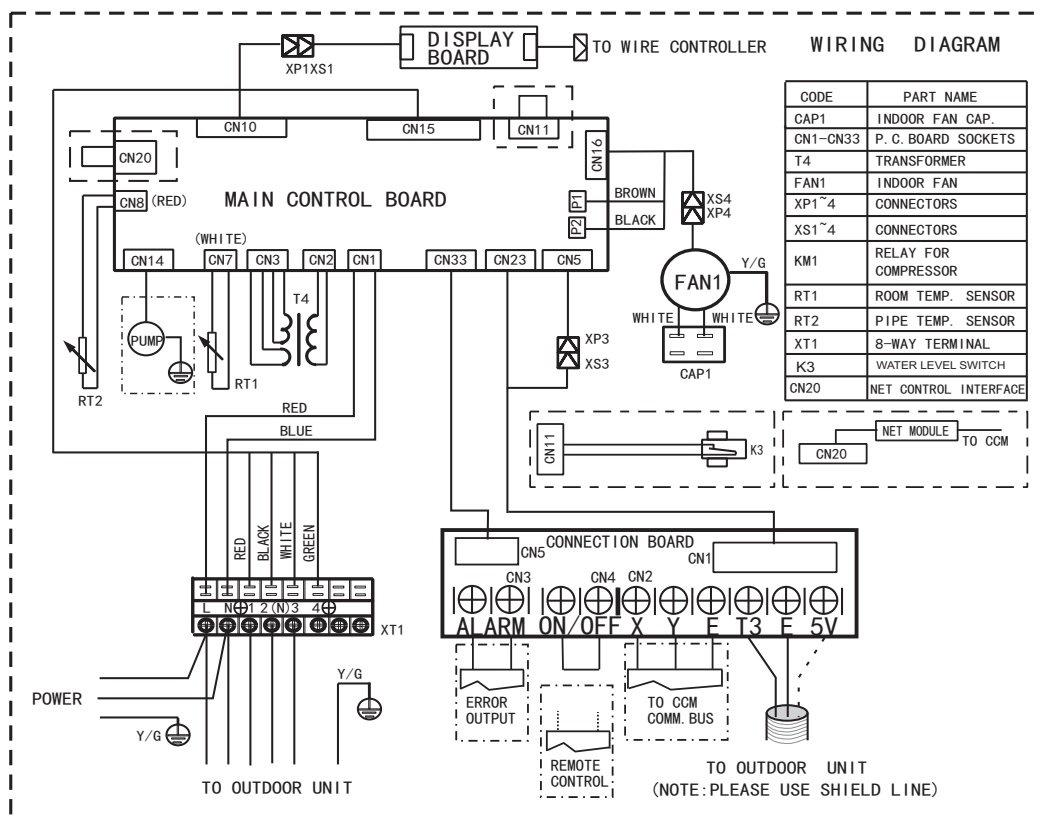 WIRING DIAGRAM
DISPLAY BOARD
TO WIRE CONTROLLER
XP1XS1
CODE PART NAME
CAP1 INDOOR FAN CAP.
CN1-CN33 P.C.BOARD SOCKETS
T4 TRANSFORMER
FAN1 INDOOR FAN
XP1~4 CONNECTORS
XS1~4 CONNECTORS
KM1 RELAY FOR COMPRESSOR
RT1 ROOM TEMP. SENSOR
RT2 PIPE TEMP. SENSOR
XT1 8-WAY TERMINAL
K3 WATER LEVEL SWITCH
CN20 NET CONTROL INTERFACE
CN10
CN15
CN11
CN20
CN16
CN8 (RED)
MAIN CONTROL BOARD
P1
BROWN
P2
BLACK
XS4
XP4
(WHITE)
CN14
CN7
CN3
CN2
CN1
CN33
CN23
CN5
FAN1
Y/G
WHITE
WHITE
CAP1
T4
PUMP
RT2
RT1
XP3
XS3
RED
BLUE
CN11
K3
NET MODULE
TO CCM
CN20
RED
BLACK
WHITE
GREEN
L N 1 2(N)3 4
XT1
CONNECTION BOARD
CN5
CN1
CN3
CN4
CN2
ALARM ON/OFF X Y E T3 E 5V
POWER
Y/G
Y/G
TO OUTDOOR UNIT
ERROR OUTPUT
REMOTE CONTROL
TO CCM COMM.BUS
TO OUTDOOR UNIT
(NOTE:PLEASE USE SHIELD LINE)